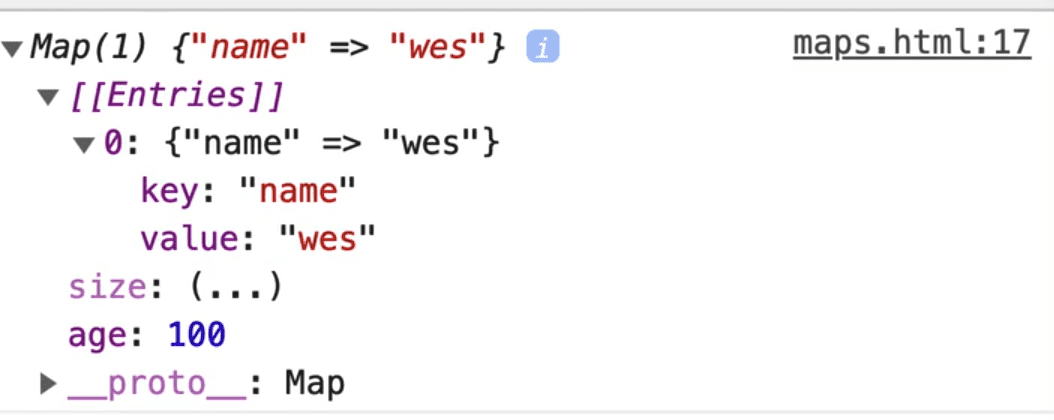 ▼Map(1) {"name" => "wes"} i maps.html:17
▼[[Entries]]
▼0: {"name" => "wes"}
key: "name"
value: "wes"
size: (...)
age: 100
▶__proto__: Map